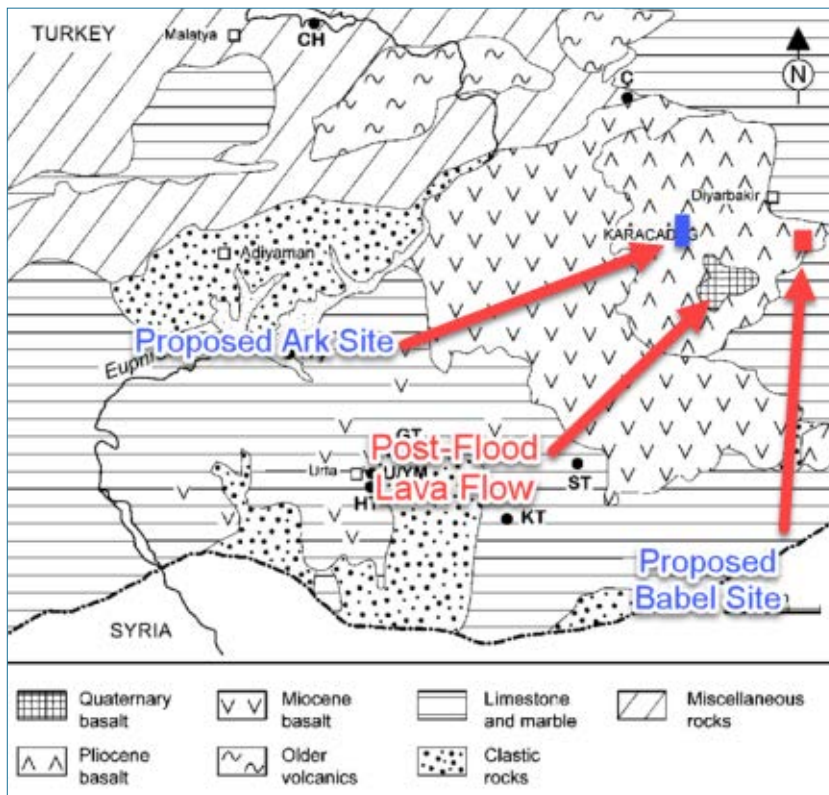 TURKEY
Malatya
CH
N
C
Diyarbakir
KARACADAG
Adiyaman
Proposed Ark Site
GT
Post-Flood
Lava Flow
Urfa
U/YM
HT
ST
KT
Proposed
Babel Site
SYRIA
Quaternary
basalt
Miocene
basalt
Limestone
and marble
Miscellaneous
rocks
Pliocene
basalt
Older
volcanics
Clastic
rocks